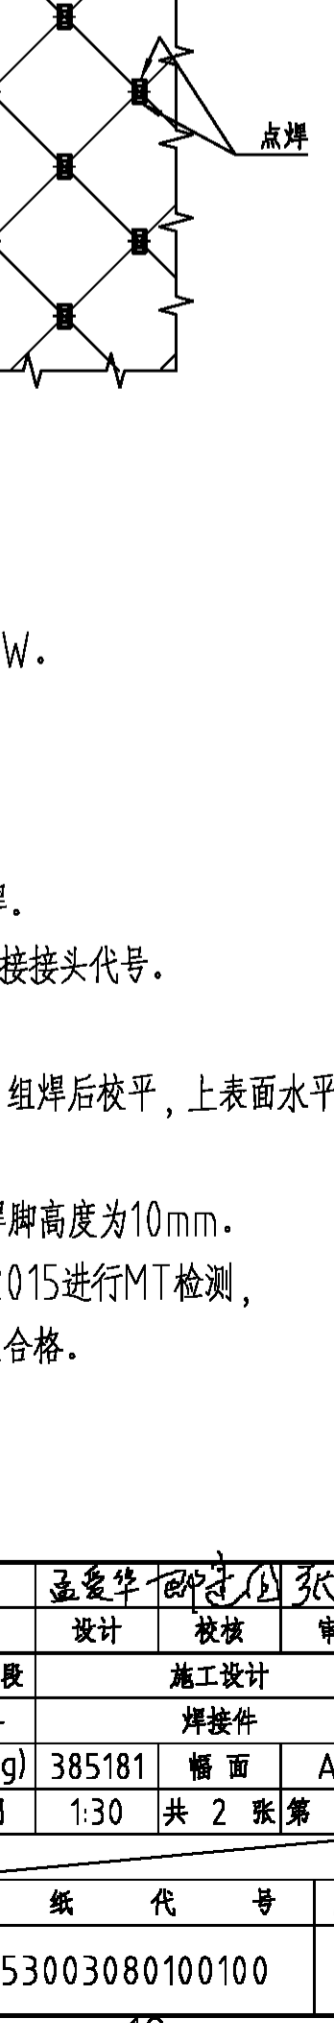 点焊
W.
焊。
接接头代号。
组焊后校平,上表面水平
焊脚高度为10mm.
2015进行MT检测,
合格。
孟爱华 张
设计 校核 审
段 施工设计
焊接件
g) 385181 幅 面 A
1:30 共 2 张 第
纸 代 号
53003080100100